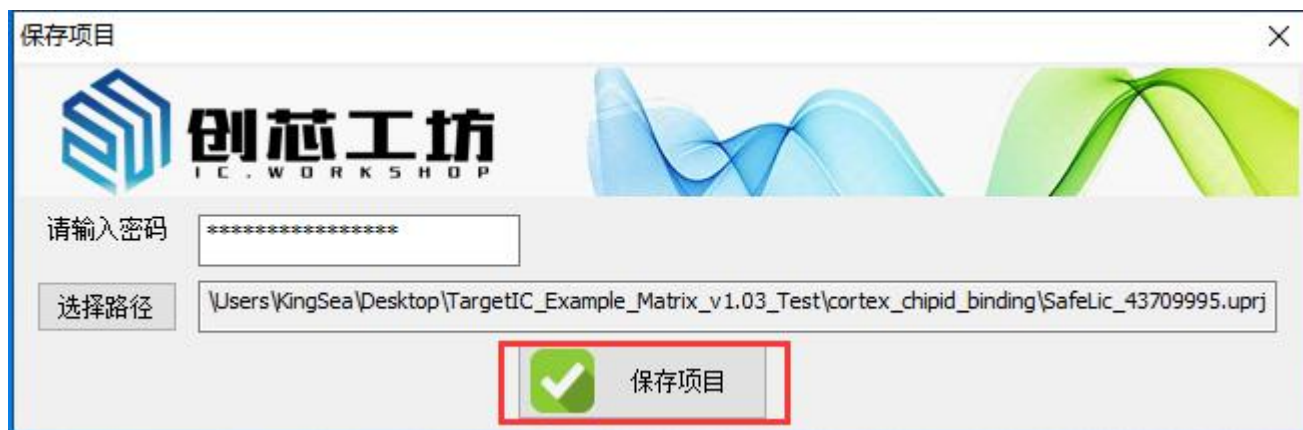 保存项目
创芯工坊
IC.WORKSHOP
请输入密码 ****************
选择路径 \Users\KingSea\Desktop\TargetIC_Example_Matrix_v1.03_Test\cortex_chipid_binding\SafeLic_43709995.uprj
保存项目